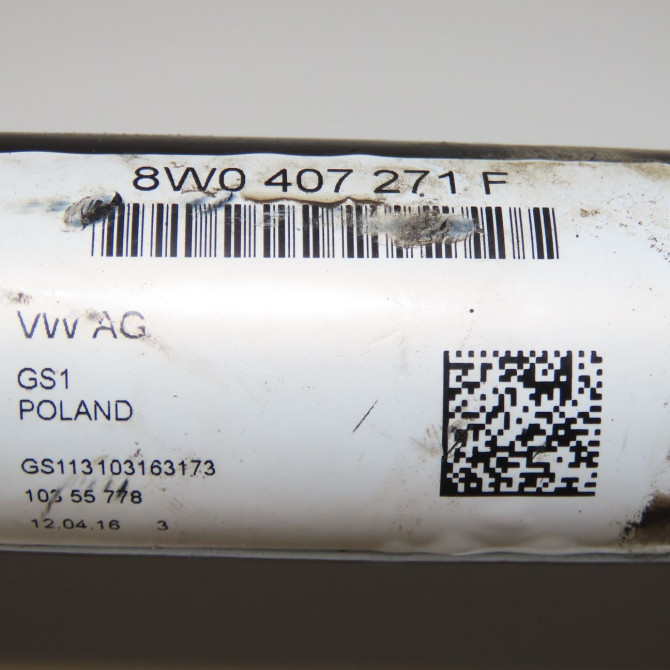 8W0 407 271 F
VW AG
GS1
POLAND
GS113103163173
103 55 778
12.04.16 3